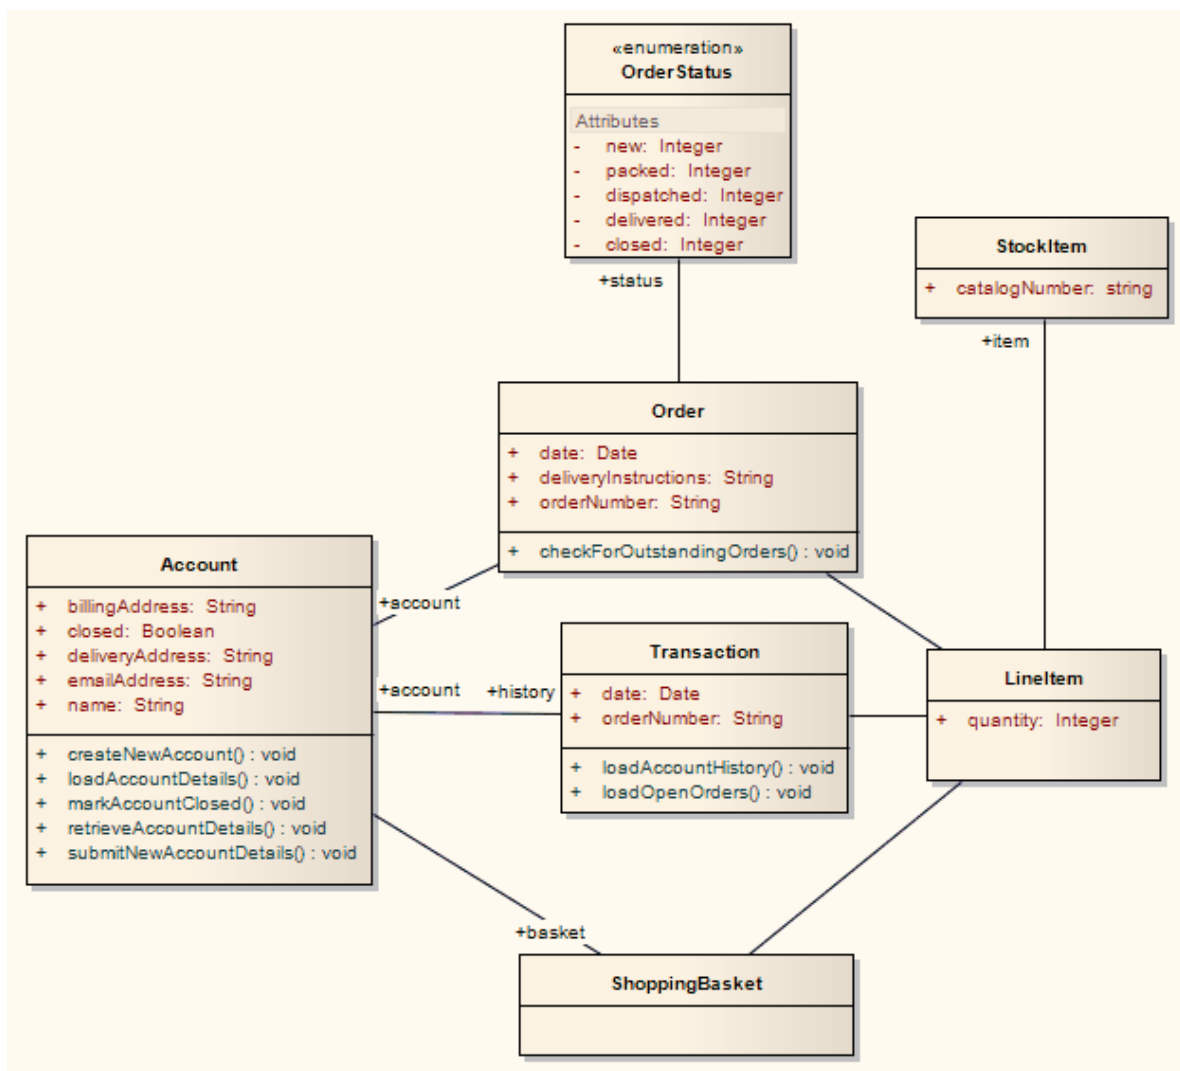 «enumeration»
OrderStatus
Attributes
- new: Integer
- packed: Integer
- dispatched: Integer
- delivered: Integer
- closed: Integer
+status
StockItem
+ catalogNumber: string
+item
Order
+ date: Date
+ deliveryInstructions: String
+ orderNumber: String
+ checkForOutstandingOrders() : void
Account
+ billingAddress: String
+ closed: Boolean
+ deliveryAddress: String
+ emailAddress: String
+ name: String
+ createNewAccount() : void
+ loadAccountDetails() : void
+ markAccountClosed() : void
+ retrieveAccountDetails() : void
+ submitNewAccountDetails() : void
+account
+account
+history
Transaction
+ date: Date
+ orderNumber: String
+ loadAccountHistory() : void
+ loadOpenOrders() : void
LineItem
+ quantity: Integer
+basket
ShoppingBasket